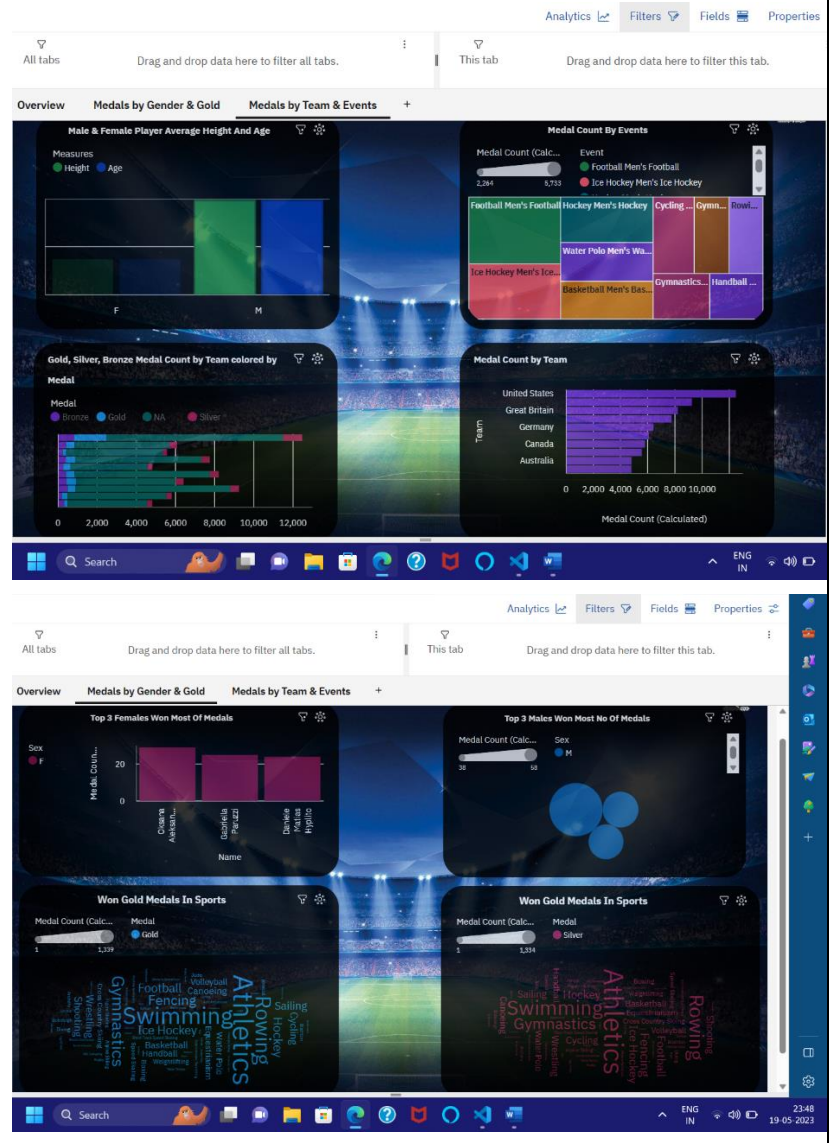 Analytics Filters Fields Properties
All tabs
Drag and drop data here to filter all tabs.
This tab
Drag and drop data here to filter this tab.
Overview Medals by Gender & Gold Medals by Team & Events +
Male & Female Player Average Height And Age
Measures
Height Age
F M
Medal Count By Events
Medal Count (Calc... Event
Football Men's Football
2,264 6,733 Ice Hockey Men's Ice Hockey
Football Men's Football Hockey Men's Hockey Cycling ... Gymn... Rowi...
Water Polo Men's Wa...
Ice Hockey Men's Ice...
Basketball Men's Bas...
Gymnastics... Handball ...
Gold, Silver, Bronze Medal Count by Team colored by
Medal
Medal
Bronze Gold NA Silver
0 2,000 4,000 6,000 8,000 10,000 12,000
Medal Count by Team
Team
United States
Great Britain
Germany
Canada
Australia
0 2,000 4,000 6,000 8,000 10,000
Medal Count (Calculated)
Search
ENG
IN
Analytics Filters Fields Properties
All tabs
Drag and drop data here to filter all tabs.
This tab
Drag and drop data here to filter this tab.
Overview Medals by Gender & Gold Medals by Team & Events +
Top 3 Females Won Most Of Medals
Sex
F
Medal Coun...
20
0
Oksana
Aleksan...
Gabriella
Paruzzi
Daniele
Matias
Hyplito
Name
Top 3 Males Won Most No Of Medals
Medal Count (Calc... Sex
M
38 58
Won Gold Medals In Sports
Medal Count (Calc... Medal
Gold
1 1,339
Gymnastics
Football
Volleyball
Canoeing
Fencing
Swimming
Athletics
Rowing
Sailing
Cycling
Hockey
Ice Hockey
Basketball
Handball
Weightlifting
Wrestling
Shooting
Water Polo
Equestrianism
Won Gold Medals In Sports
Medal Count (Calc... Medal
Silver
1 1,334
Sailing
Hockey
Swimming
Gymnastics
Cycling
Athletics
Basketball
Rowing
Shooting
Fencing
Football
Ice Hockey
Volleyball
Wrestling
Water Polo
Canoeing
Handball
Search
ENG
IN
23:48
19-05-2023